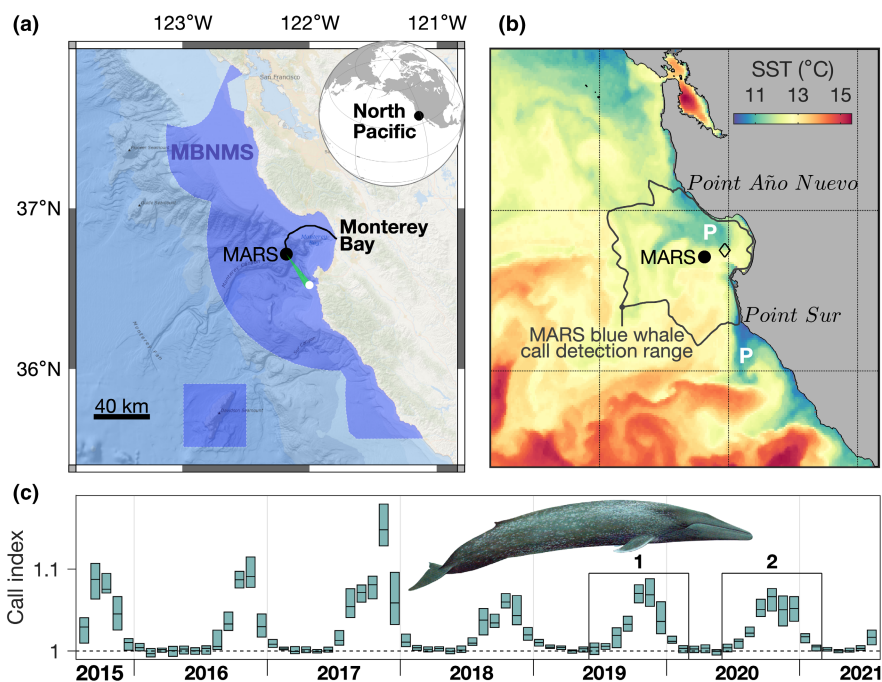 (a)
123°W
122°W
121°W
San Francisco
North
Pacific
MBNMS
37°N
Monterey
Bay
MARS
36°N
40 km
(b)
SST (°C)
11
13
15
Point Año Nuevo
P
MARS
Point Sur
MARS blue whale
call detection range
P
(c)
Call index
1.1
1
1
2
2015
2016
2017
2018
2019
2020
2021